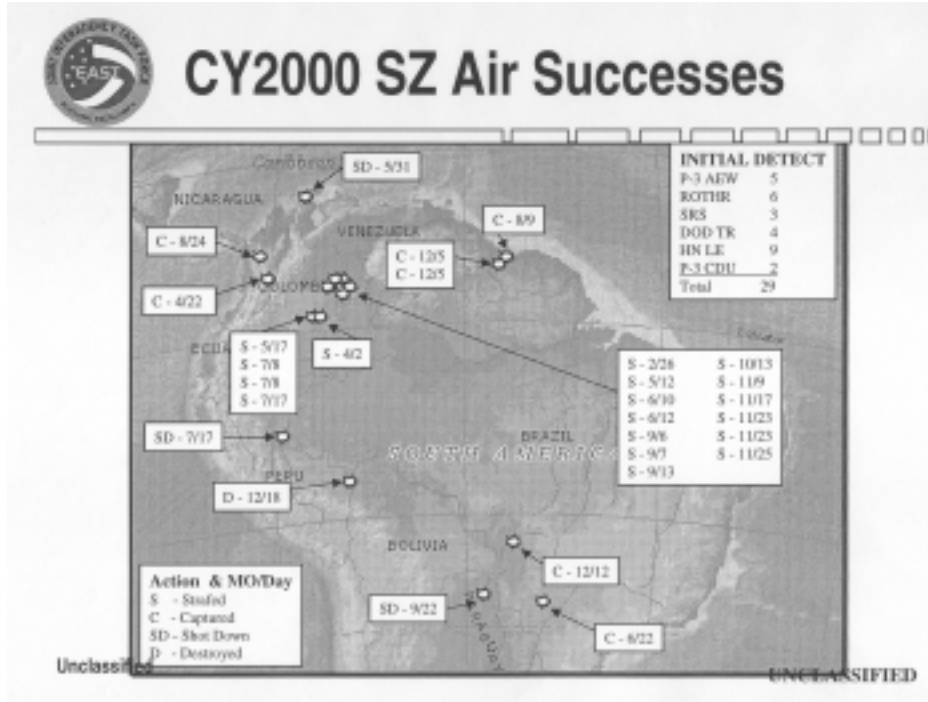 EAST
CY2000 SZ Air Successes
Caribbean
SD - 5/31
NICARAGUA
C - 8/9
VENEZUELA
C - 8/24
C - 12/5
C - 12/5
C - 4/22
INITIAL DETECT
P-3 AEW 5
ROTHR 6
SRS 3
DOD TR 4
HN LE 9
P-3 CDU 2
Total 29
S - 5/17
S - 7/8
S - 7/8
S - 7/17
S - 4/2
S - 2/26 S - 10/13
S - 5/12 S - 11/9
S - 6/10 S - 11/17
S - 6/12 S - 11/23
S - 9/6 S - 11/23
S - 9/7 S - 11/25
S - 9/13
SD - 7/17
BRAZIL
SOUTH AMERICA
PERU
D - 12/18
BOLIVIA
C - 12/12
SD - 9/22
C - 6/22
Action & MO/Day
S - Strafed
C - Captured
SD - Shot Down
D - Destroyed
Unclassified
UNCLASSIFIED